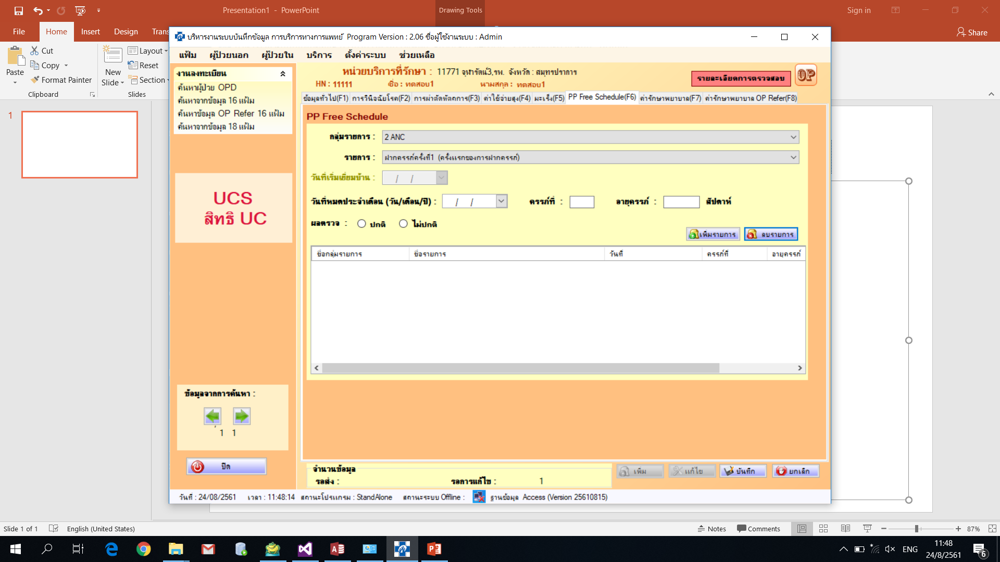 Presentation1 - PowerPoint
Drawing Tools
Sign in
File Home Insert Design Trans
Share
Paste
Cut
Copy
Format Painter
Clipboard
New Slide
Layout
Reset
Section
Slides
1
บริหารงานระบบบันทึกข้อมูล การบริการทางการแพทย์ Program Version : 2.06 ชื่อผู้ใช้งานระบบ : Admin
แฟ้ม ผู้ป่วยนอก ผู้ป่วยใน บริการ ตั้งค่าระบบ ช่วยเหลือ
งานลงทะเบียน
ค้นหาผู้ป่วย OPD
ค้นหาจากข้อมูล 16 แฟ้ม
ค้นหาข้อมูล OP Refer 16 แฟ้ม
ค้นหาจากข้อมูล 18 แฟ้ม
UCS
สิทธิ UC
ข้อมูลจากการค้นหา :
1 1
ปิด
หน่วยบริการที่รักษา : 11771 จุฬารัตน์3,รพ. จังหวัด : สมุทรปราการ
HN : 11111 ชื่อ : ทดสอบ1 นามสกุล : ทดสอบ1
รายละเอียดการตรวจสอบ
OP
ข้อมูลทั่วไป(F1) การวินิจฉัยโรค(F2) การผ่าตัดหัตถการ(F3) ค่าใช้จ่ายสูง(F4) มะเร็ง(F5) PP Free Schedule(F6) ค่ารักษาพยาบาล(F7) ค่ารักษาพยาบาล OP Refer(F8)
PP Free Schedule
กลุ่มรายการ : 2 ANC
รายการ : ฝากครรภ์ครั้งที่1 (ครั้งแรกของการฝากครรภ์)
วันที่เริ่มเยี่ยมบ้าน : / /
วันที่หมดประจำเดือน (วัน/เดือน/ปี) : / / ครรภ์ที่ : อายุครรภ์ : สัปดาห์
ผลตรวจ : ปกติ ไม่ปกติ
เพิ่มรายการ ลบรายการ
ชื่อกลุ่มรายการ ชื่อรายการ วันที่ ครรภ์ที่ อายุครรภ์
จำนวนข้อมูล
รอส่ง : รอการแก้ไข : 1
เพิ่ม แก้ไข บันทึก ยกเลิก
วันที่ : 24/08/2561 เวลา : 11:48:14 สถานะโปรแกรม : StandAlone สถานะระบบ Offline : ฐานข้อมูล Access (Version 25610815)
Slide 1 of 1 English (United States) Notes Comments 87%
ENG
11:48
24/8/2561
6